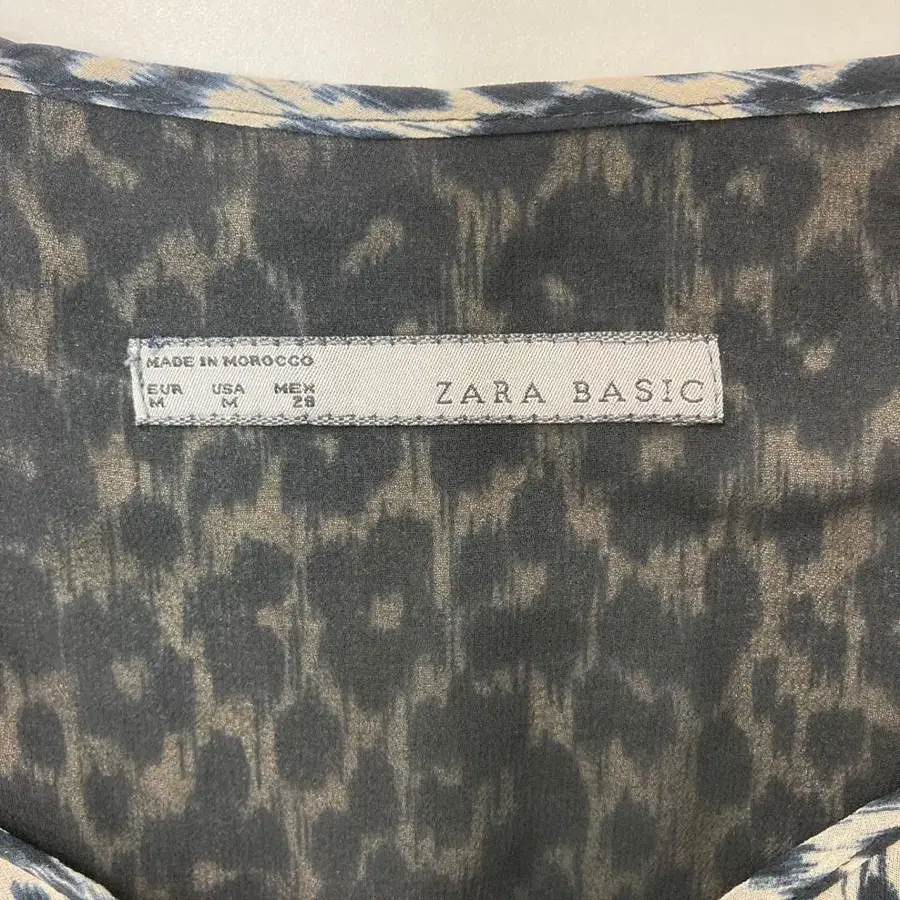 MADE IN MOROCCO
EUR USA MEX
M M 28
ZARA BASIC